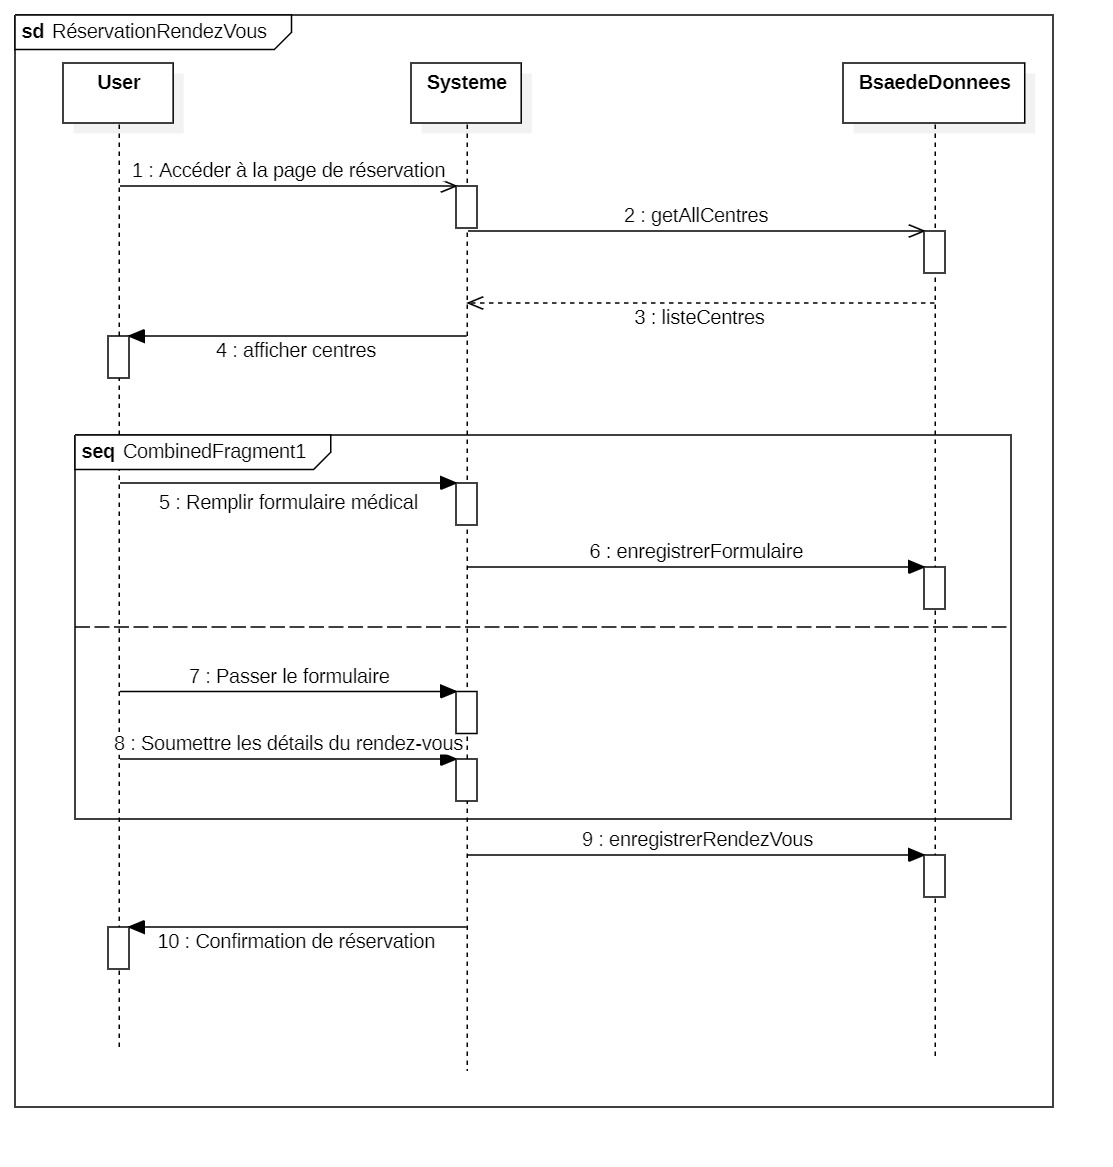 sd RéservationRendezVous
User
Systeme
BsaedeDonnees
1 : Accéder à la page de réservation
2 : getAllCentres
3 : listeCentres
4 : afficher centres
seq CombinedFragment1
5 : Remplir formulaire médical
6 : enregistrerFormulaire
7 : Passer le formulaire
8 : Soumettre les détails du rendez-vous
9 : enregistrerRendezVous
10 : Confirmation de réservation